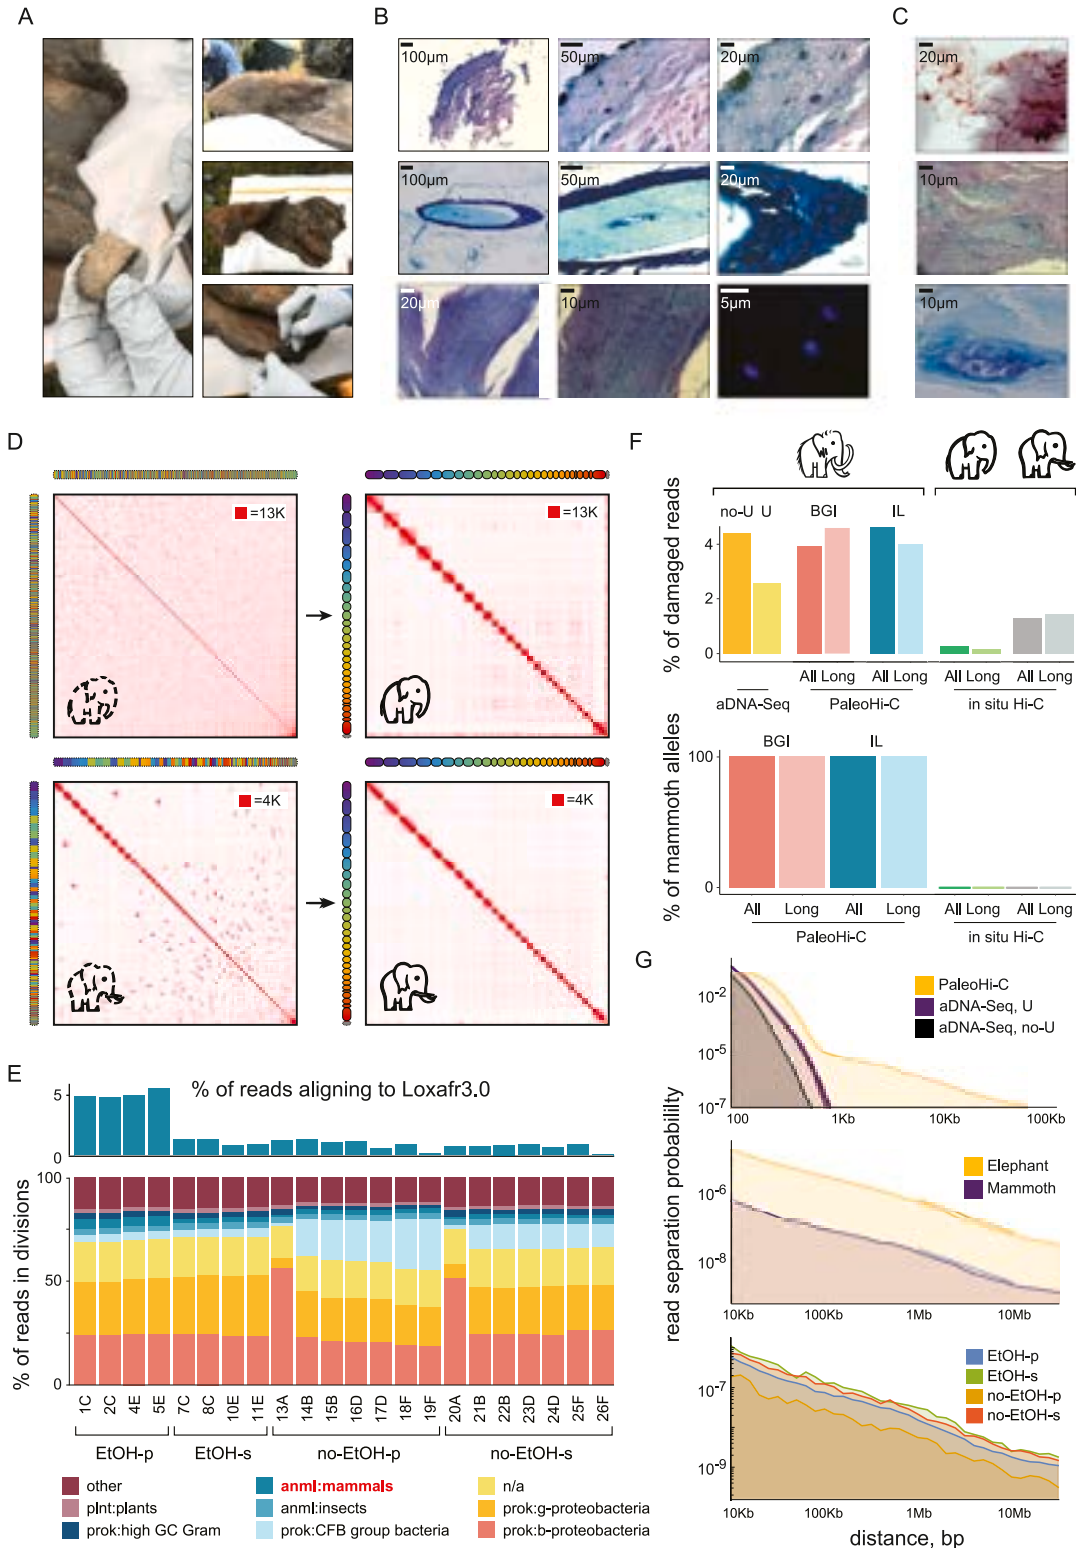 A
B
C
100µm
50µm
20µm
20µm
100µm
50µm
20µm
10µm
20µm
10µm
5µm
10µm
D
F
=13K
=13K
=4K
=4K
no-U U
BGI
IL
% of damaged reads
4
2
0
All Long
All Long
All Long
All Long
aDNA-Seq
PaleoHi-C
in situ Hi-C
% of mammoth alleles
BGI
IL
100
0
All
Long
All
Long
All Long
All Long
PaleoHi-C
in situ Hi-C
G
read separation probability
10-2
10-5
10-7
PaleoHi-C
aDNA-Seq, U
aDNA-Seq, no-U
100
1Kb
10Kb
100Kb
10-6
10-8
Elephant
Mammoth
10Kb
100Kb
1Mb
10Mb
10-7
10-9
EtOH-p
EtOH-s
no-EtOH-p
no-EtOH-s
10Kb
100Kb
1Mb
10Mb
distance, bp
E
% of reads aligning to Loxafr3.0
5
0
% of reads in divisions
100
50
0
1C
2C
4E
5E
7C
8C
10E
11E
13A
14B
15B
16D
17D
18F
19F
20A
21B
22B
23D
24D
25F
26F
EtOH-p
EtOH-s
no-EtOH-p
no-EtOH-s
other
anml:mammals
n/a
plnt:plants
anml:insects
prok:g-proteobacteria
prok:high GC Gram
prok:CFB group bacteria
prok:b-proteobacteria